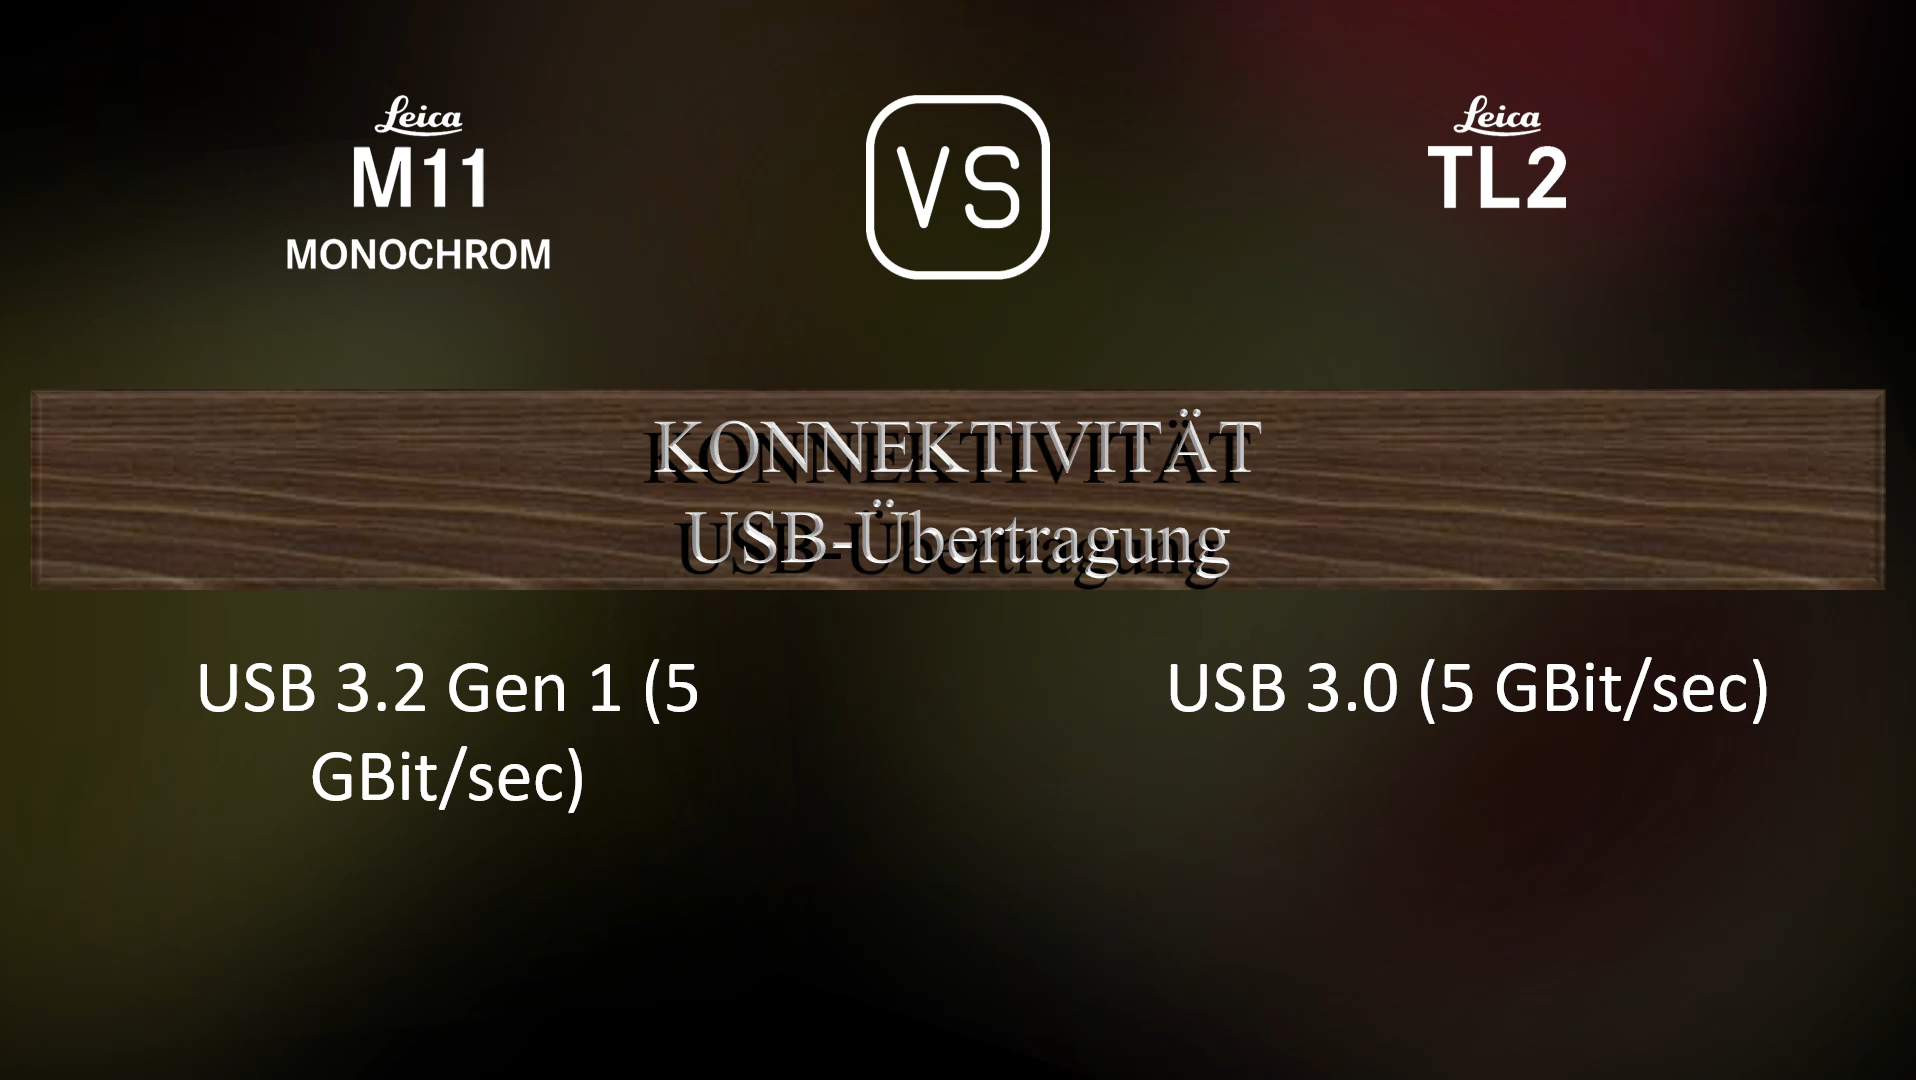 Leica
M11
MONOCHROM
VS
Leica
TL2
KONNEKTIVITÄT
USB-Übertragung
USB 3.2 Gen 1 (5
GBit/sec)
USB 3.0 (5 GBit/sec)